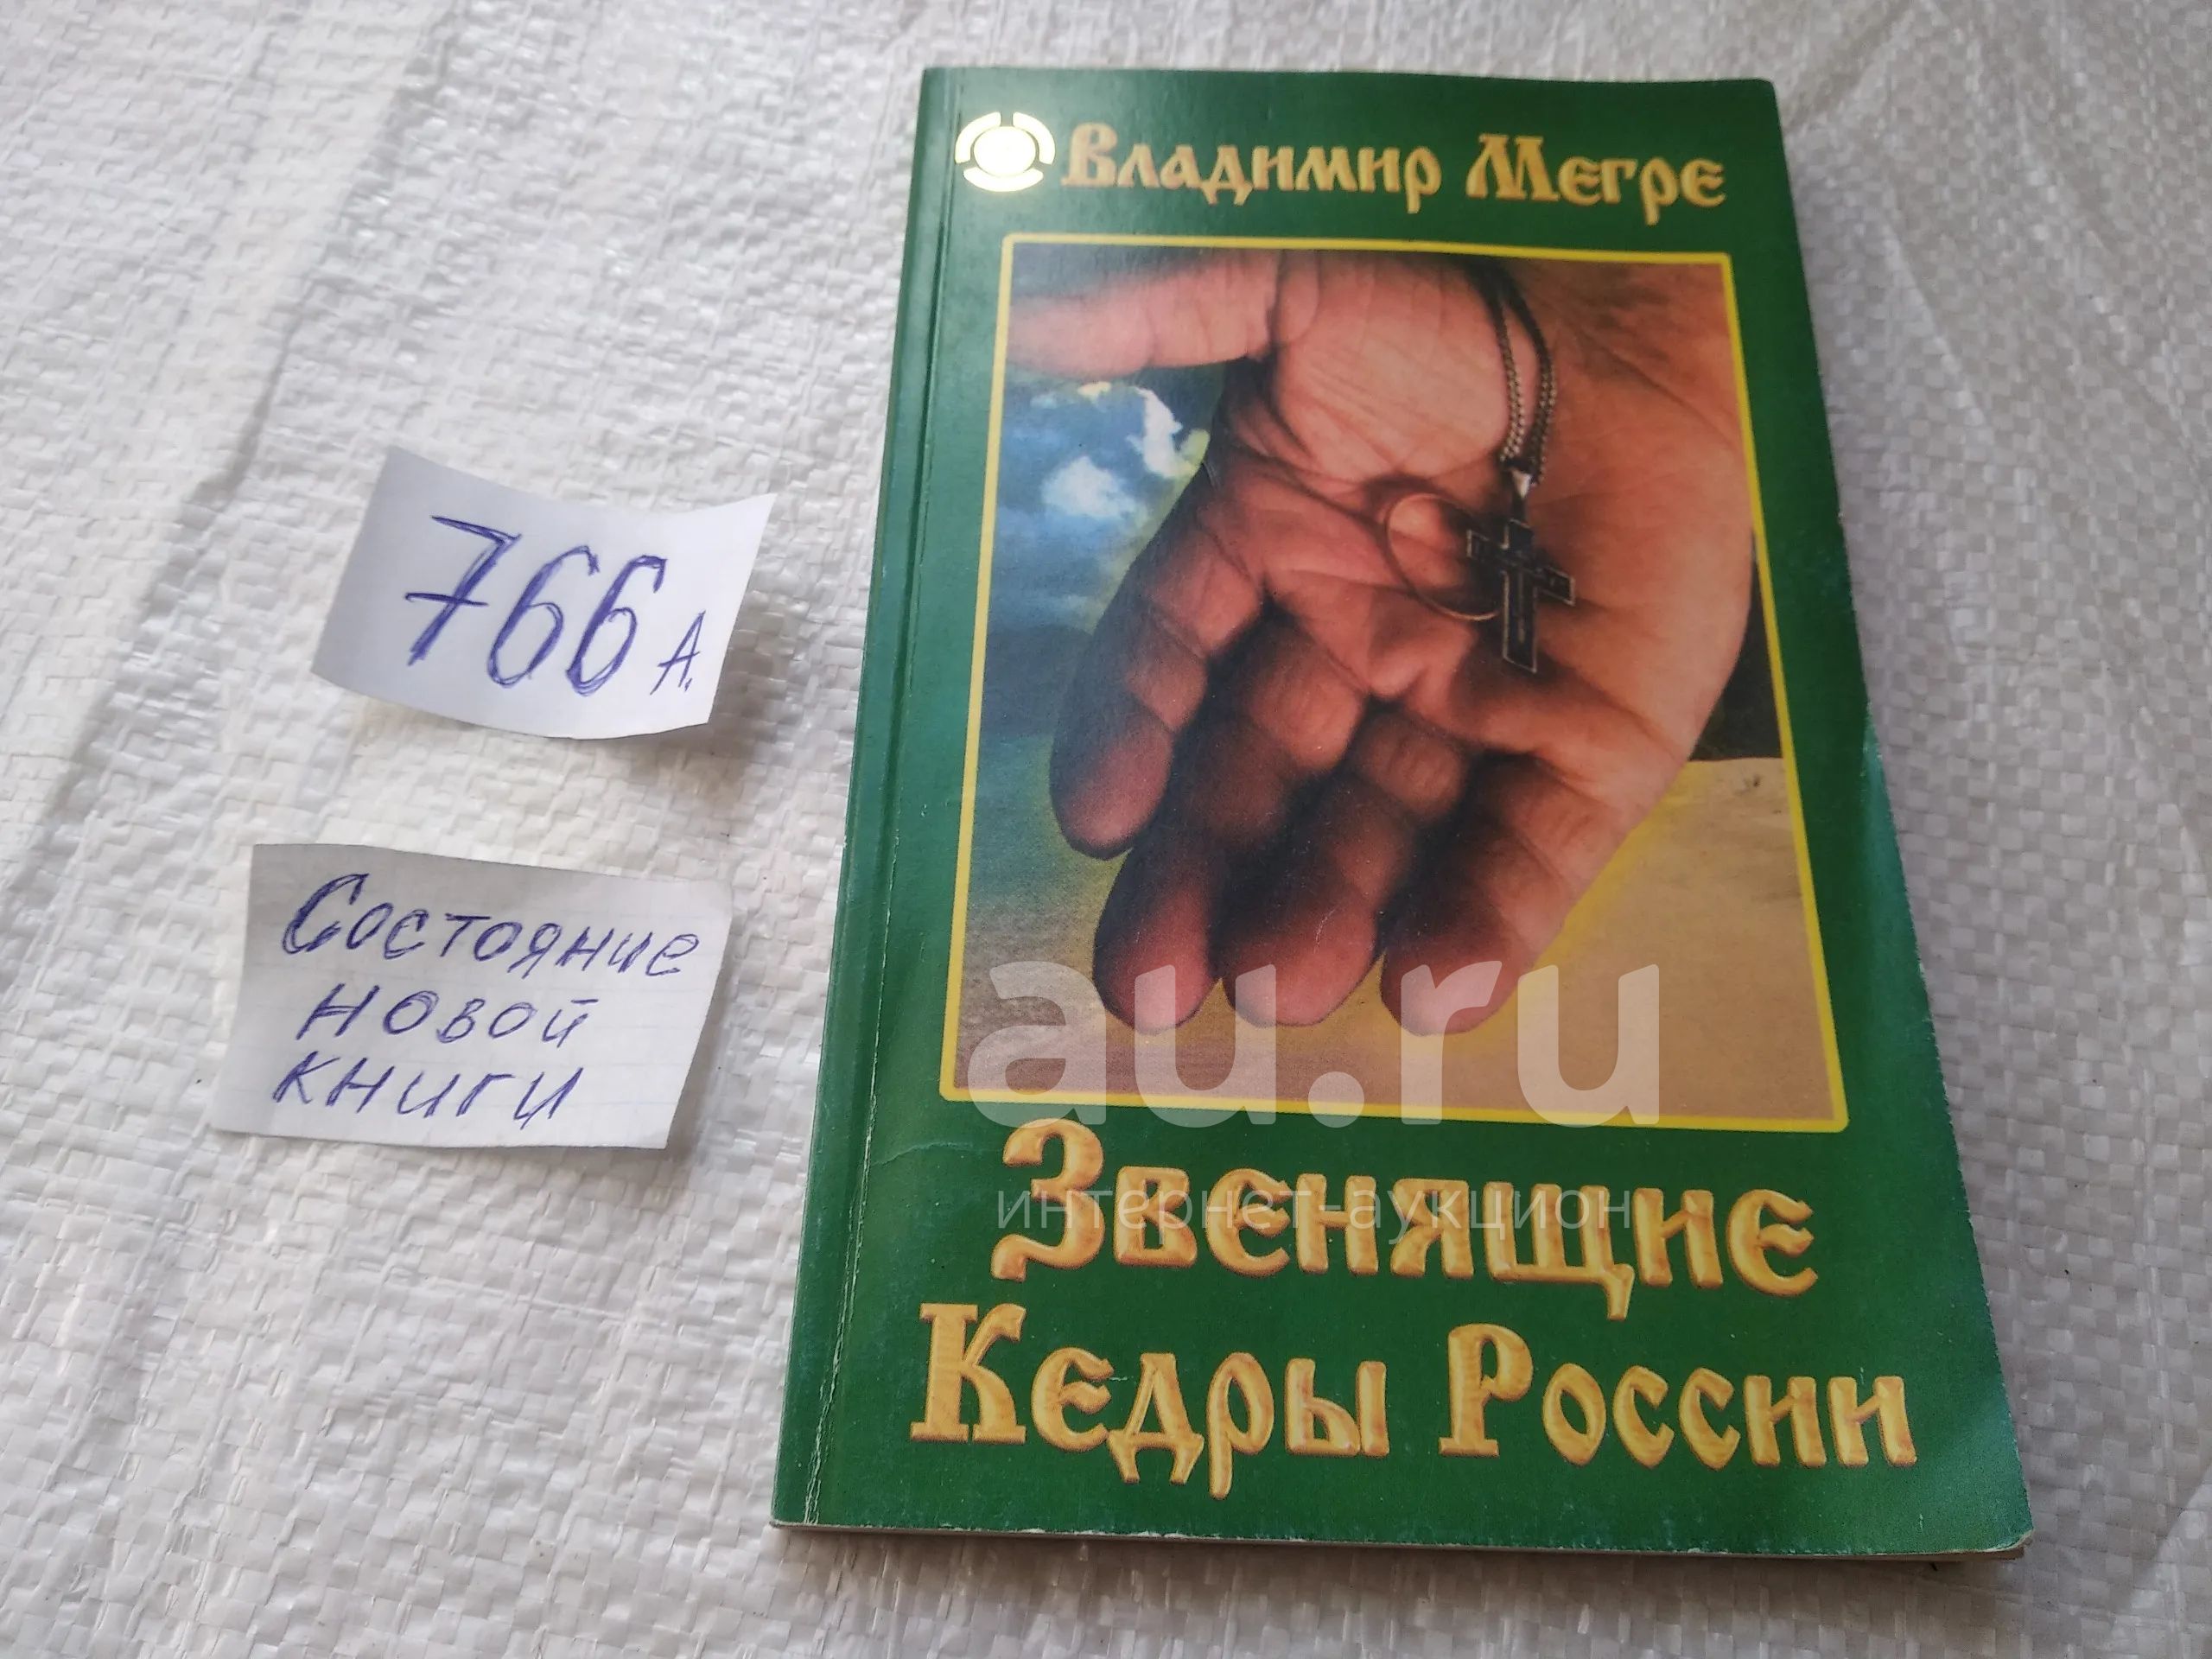 Владимир Мегре
766 А.
Состояние
новой
книги
au.ru
интернет-аукцион
Звенящие
Кедры России